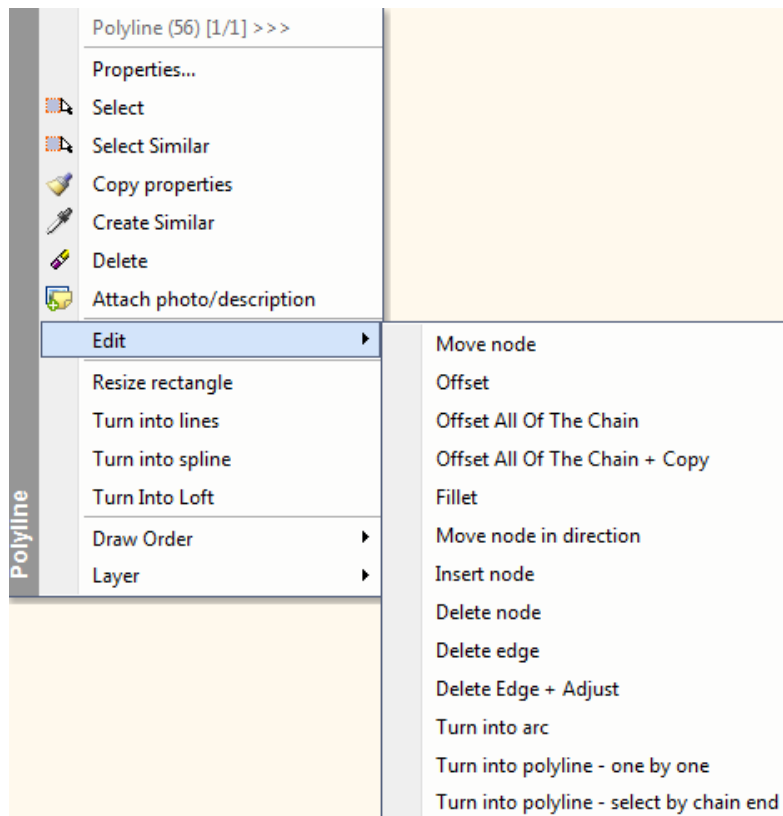 Polyline (56) [1/1] >>>
Properties...
Select
Select Similar
Copy properties
Create Similar
Delete
Attach photo/description
Edit
Resize rectangle
Turn into lines
Turn into spline
Turn Into Loft
Draw Order
Layer
Polyline
Move node
Offset
Offset All Of The Chain
Offset All Of The Chain + Copy
Fillet
Move node in direction
Insert node
Delete node
Delete edge
Delete Edge + Adjust
Turn into arc
Turn into polyline - one by one
Turn into polyline - select by chain end